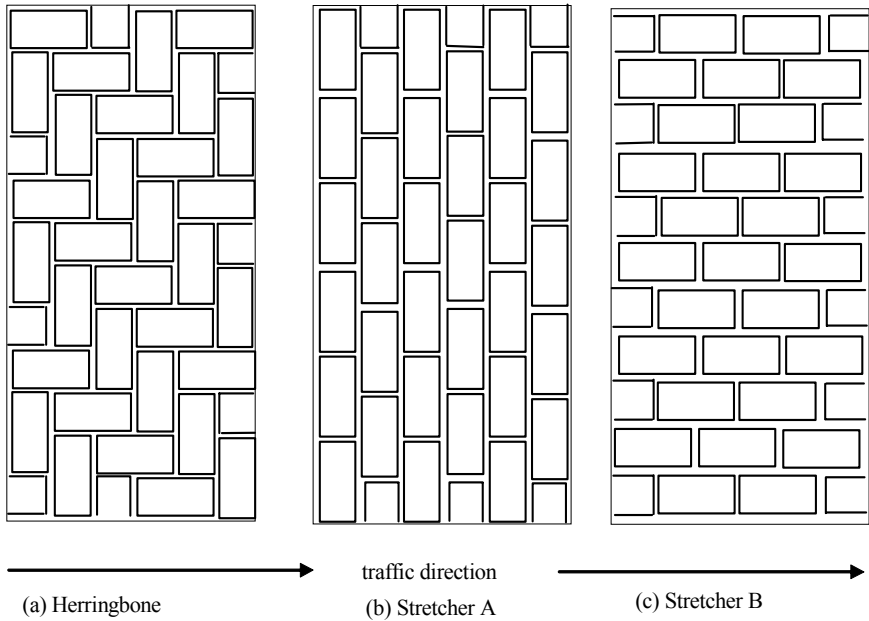 traffic direction
(a) Herringbone
(b) Stretcher A
(c) Stretcher B